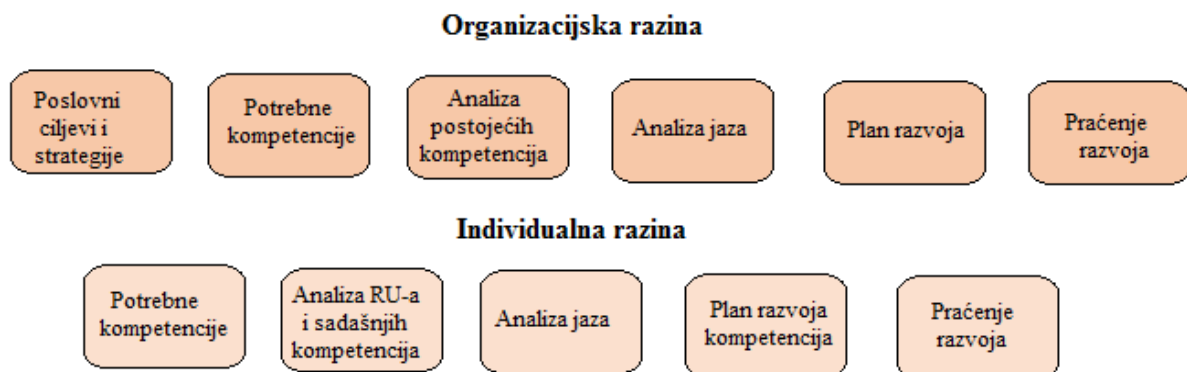 Organizacijska razina
Poslovni
ciljevi i
strategije
Potrebne
kompetencije
Analiza
postojećih
kompetencija
Analiza jaza
Plan razvoja
Praćenje
razvoja
Individualna razina
Potrebne
kompetencije
Analiza RU-a
i sadašnjih
kompetencija
Analiza jaza
Plan razvoja
kompetencija
Praćenje
razvoja